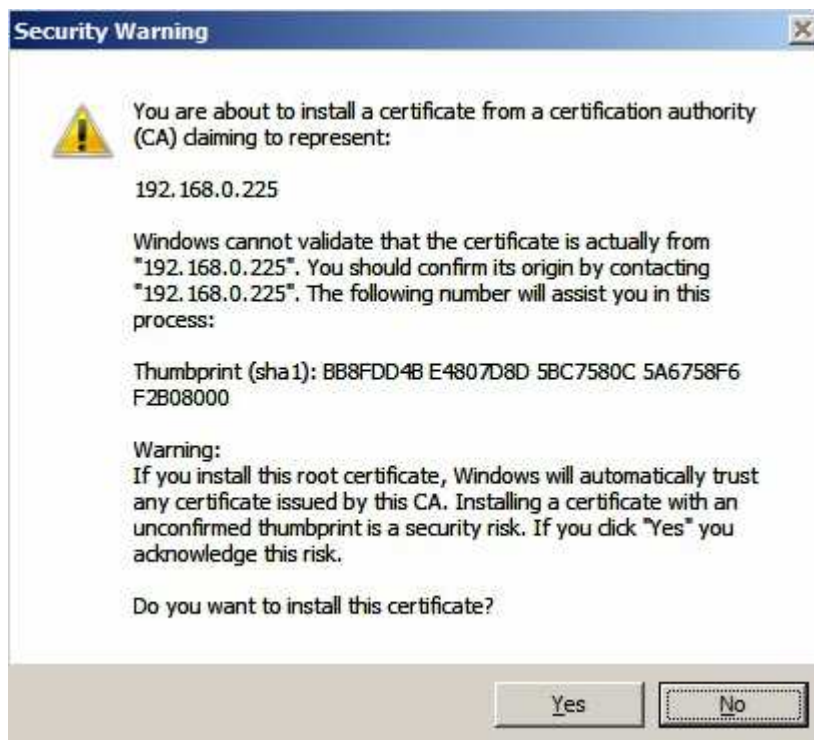 Security Warning
You are about to install a certificate from a certification authority
(CA) claiming to represent:
192.168.0.225
Windows cannot validate that the certificate is actually from
"192.168.0.225". You should confirm its origin by contacting
"192.168.0.225". The following number will assist you in this
process:
Thumbprint (sha1): BB8FDD4B E4807D8D 5BC7580C 5A6758F6
F2B08000
Warning:
If you install this root certificate, Windows will automatically trust
any certificate issued by this CA. Installing a certificate with an
unconfirmed thumbprint is a security risk. If you click "Yes" you
acknowledge this risk.
Do you want to install this certificate?
Yes No